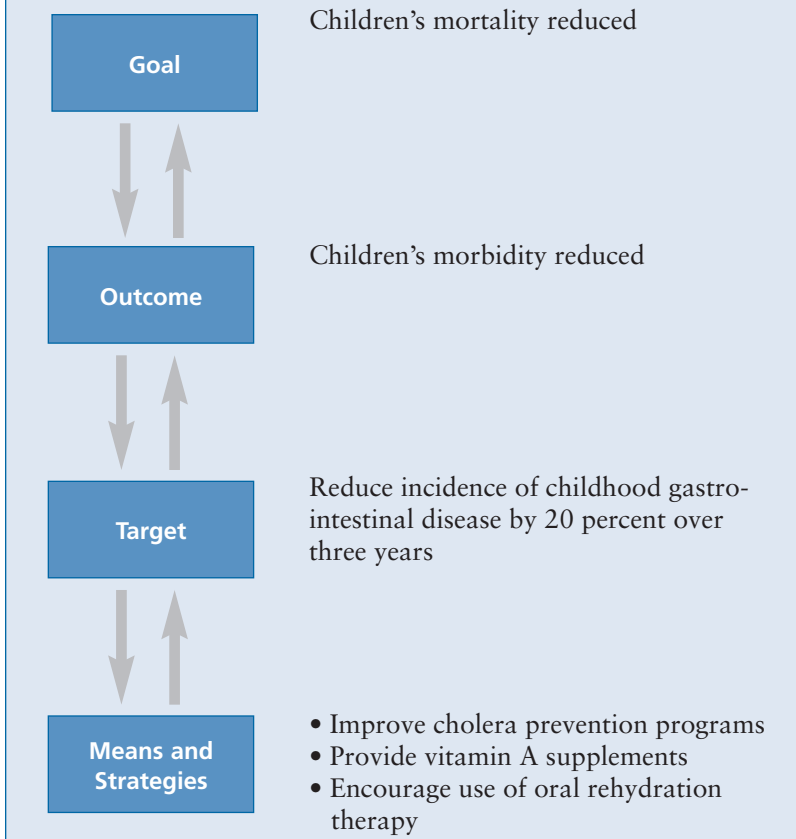 Goal
Children's mortality reduced
Outcome
Children's morbidity reduced
Target
Reduce incidence of childhood gastro-
intestinal disease by 20 percent over
three years
Means and
Strategies
• Improve cholera prevention programs
• Provide vitamin A supplements
• Encourage use of oral rehydration
therapy